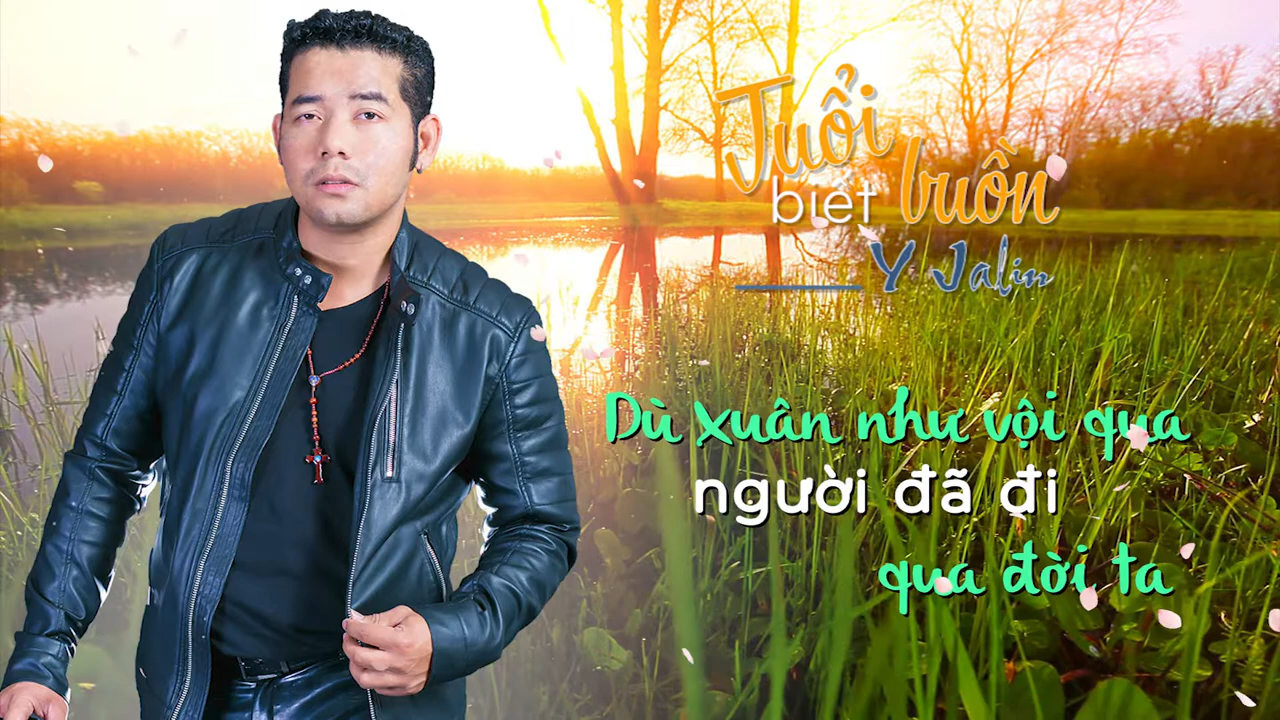 Tuổi
biết buồn
Y Jalin
Dù xuân như vội qua
người đã đi
qua đời ta